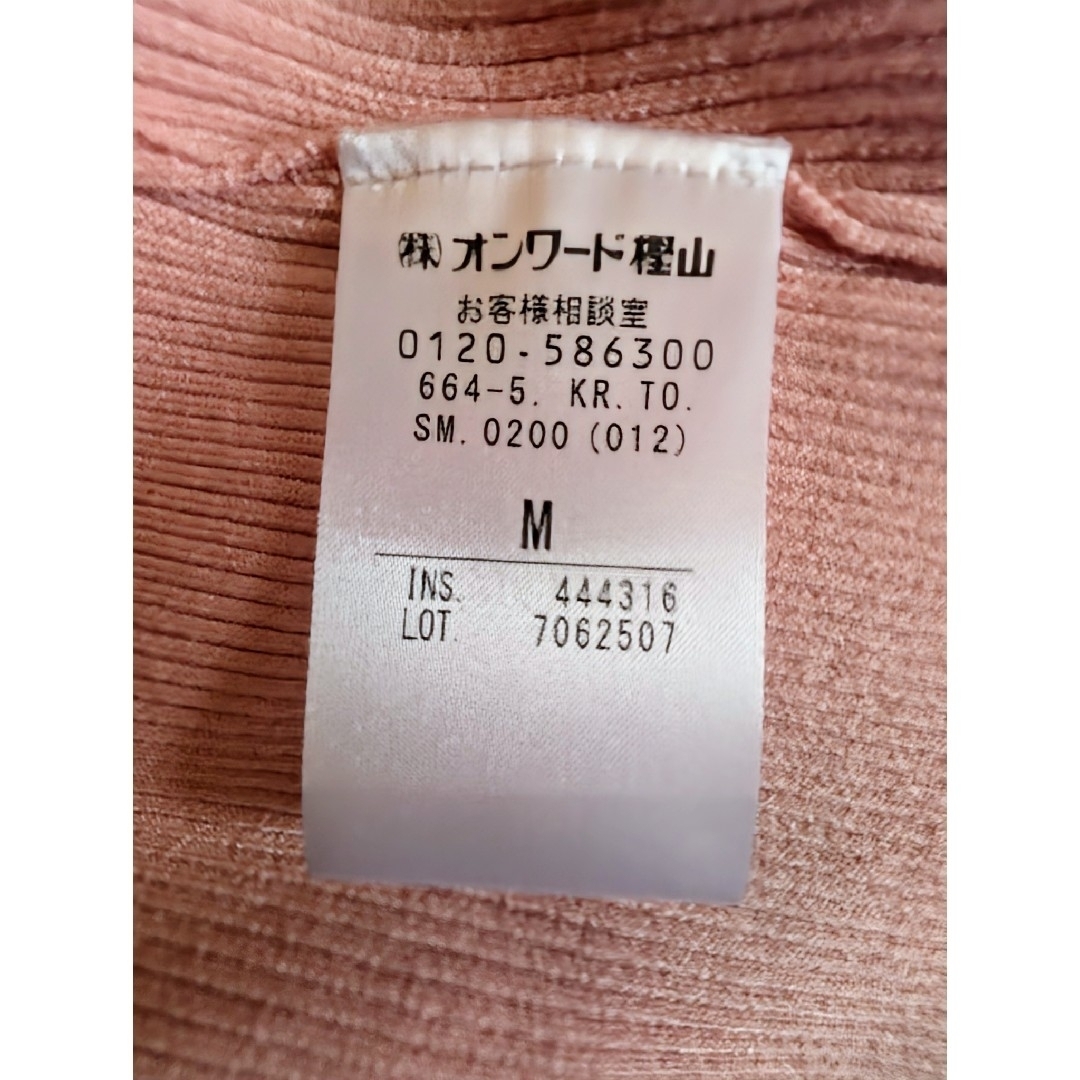 ㈱オンワード樫山
お客様相談室
0120-586300
664-5. KR. TO.
SM. 0200 (012)
M
INS. 444316
LOT. 7062507